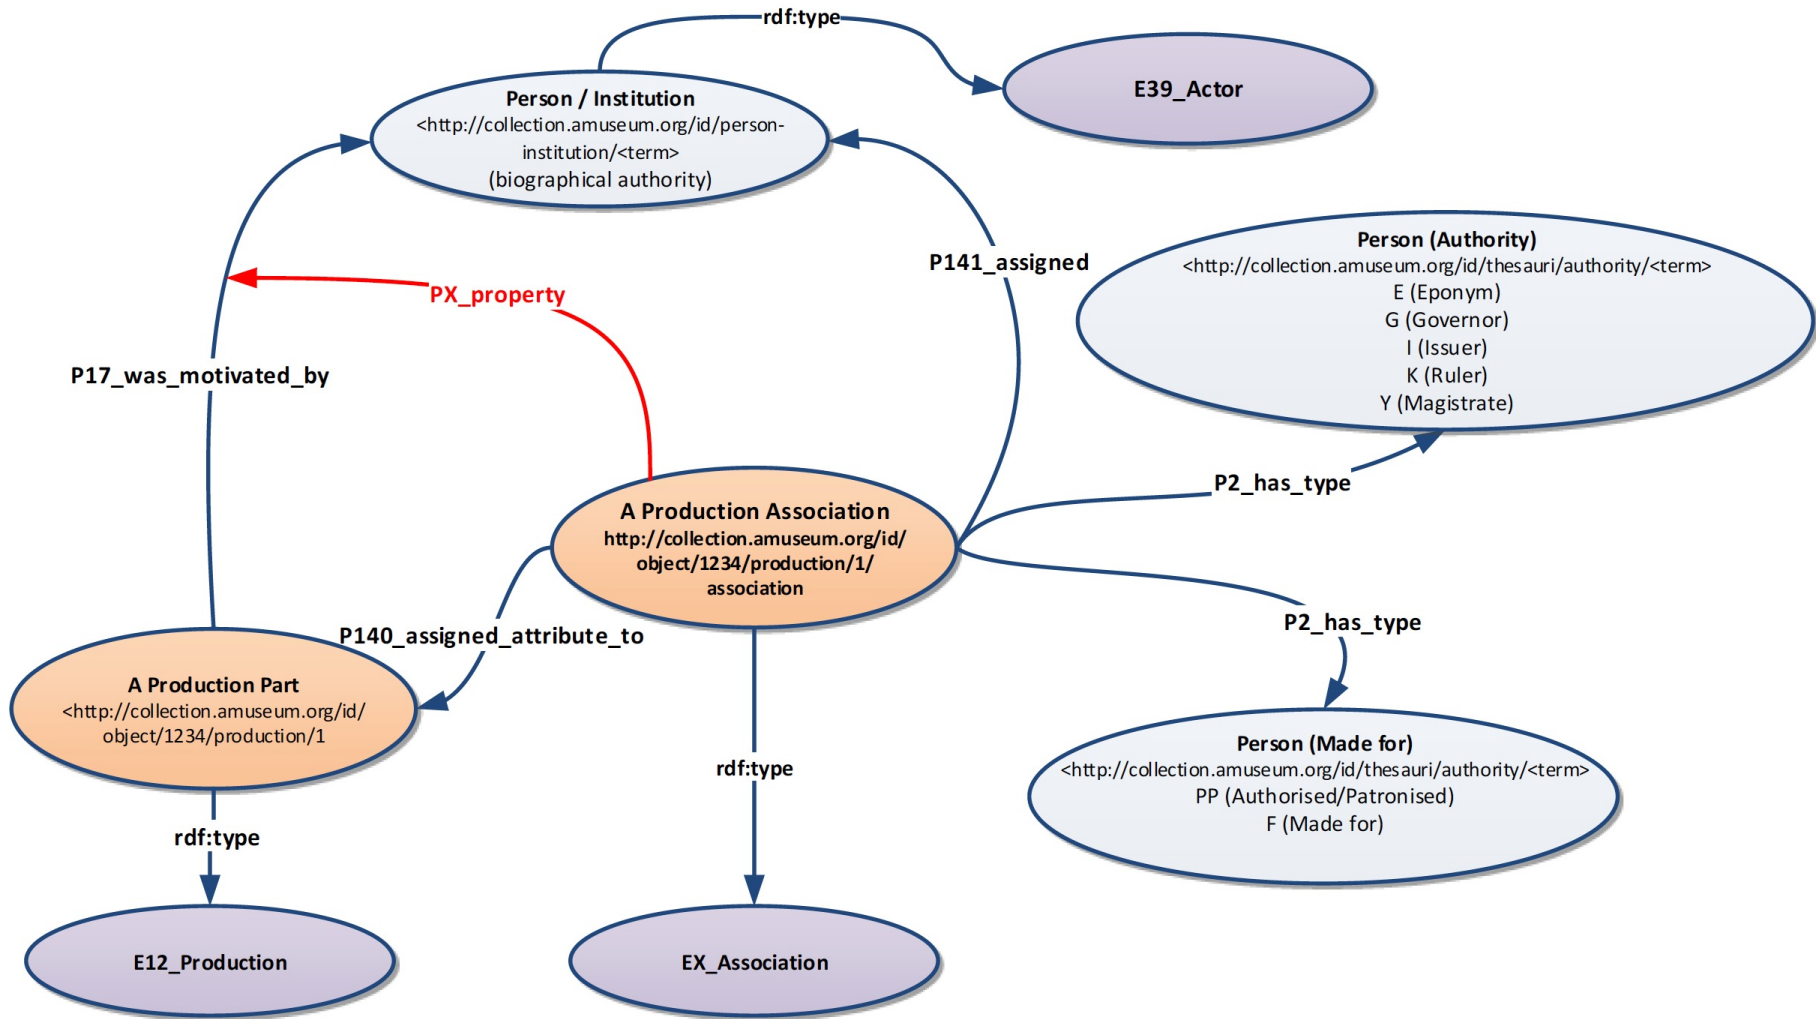 rdf:type
E39_Actor
Person / Institution
<http://collection.amuseum.org/id/person-
institution/<term>
(biographical authority)
P141_assigned
Person (Authority)
<http://collection.amuseum.org/id/thesauri/authority/<term>
E (Eponym)
G (Governor)
I (Issuer)
K (Ruler)
Y (Magistrate)
PX_property
P17_was_motivated_by
P2_has_type
A Production Association
http://collection.amuseum.org/id/
object/1234/production/1/
association
P2_has_type
P140_assigned_attribute_to
A Production Part
<http://collection.amuseum.org/id/
object/1234/production/1
Person (Made for)
<http://collection.amuseum.org/id/thesauri/authority/<term>
PP (Authorised/Patronised)
F (Made for)
rdf:type
rdf:type
E12_Production
EX_Association